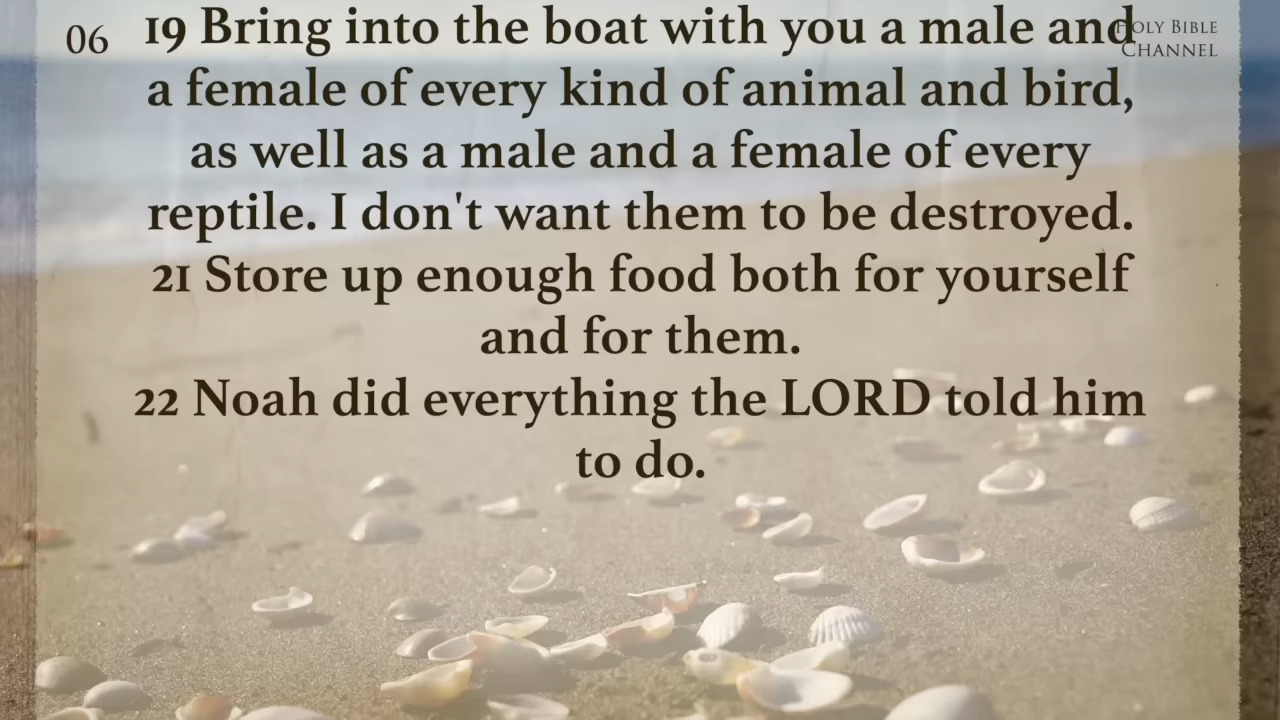 06
HOLY BIBLE
CHANNEL
19 Bring into the boat with you a male and
a female of every kind of animal and bird,
as well as a male and a female of every
reptile. I don't want them to be destroyed.
21 Store up enough food both for yourself
and for them.
22 Noah did everything the LORD told him
to do.